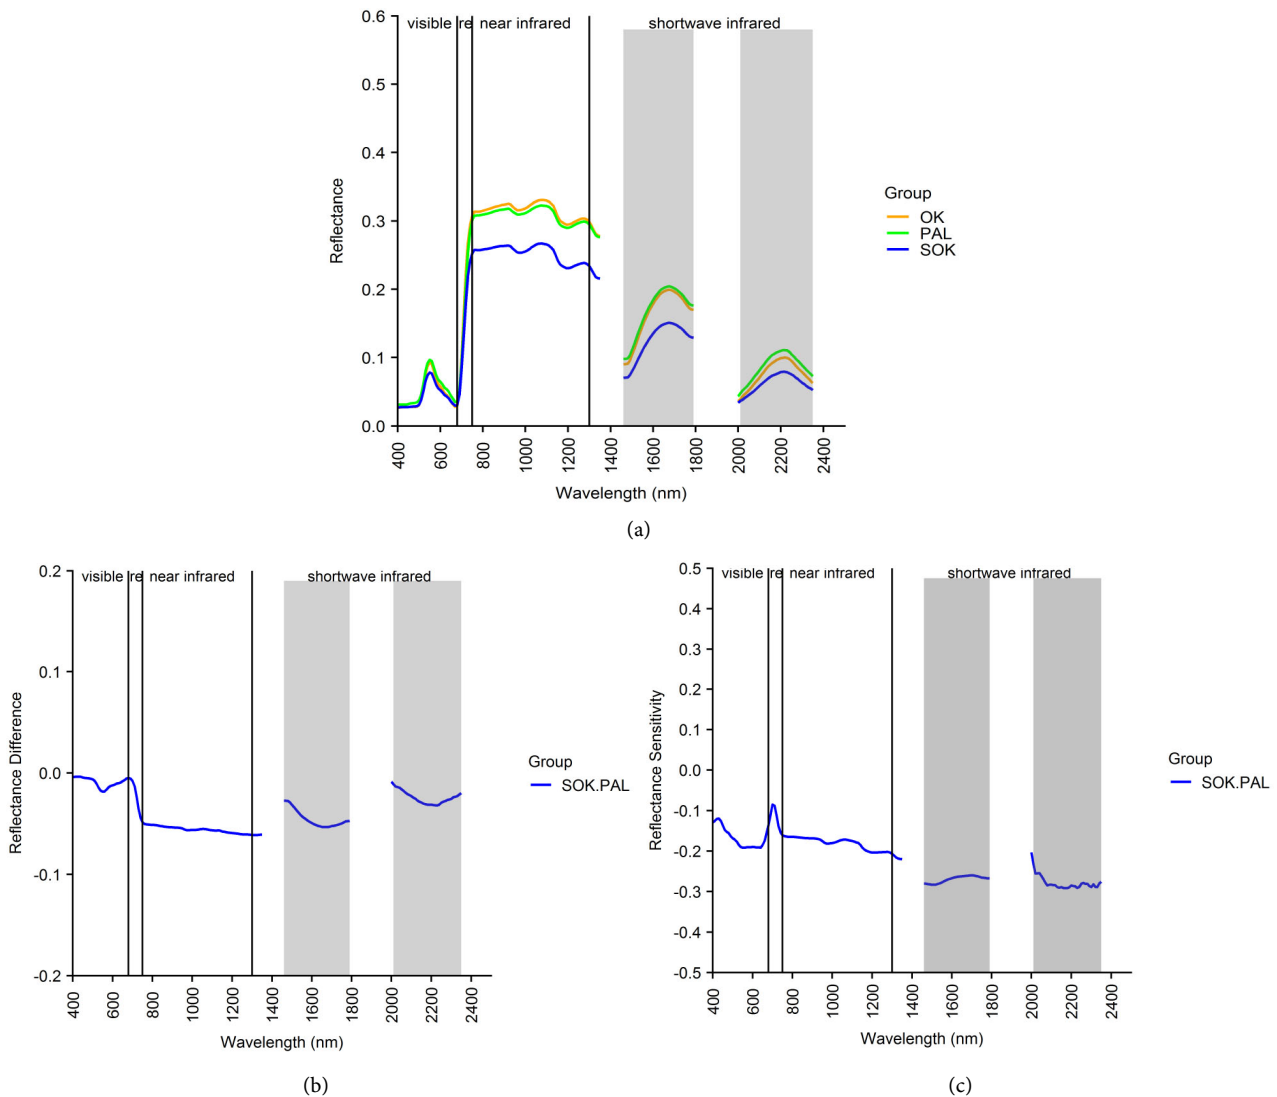 visible re near infrared shortwave infrared
0.6
0.5
0.4
0.3
0.2
0.1
0.0
Reflectance
400 600 800 1000 1200 1400 1600 1800 2000 2200 2400
Wavelength (nm)
Group
OK
PAL
SOK
(a)
visible re near infrared shortwave infrared
0.2
0.1
0.0
-0.1
-0.2
Reflectance Difference
400 600 800 1000 1200 1400 1600 1800 2000 2200 2400
Wavelength (nm)
Group
SOK.PAL
(b)
visible re near infrared shortwave infrared
0.5
0.4
0.3
0.2
0.1
0.0
-0.1
-0.2
-0.3
-0.4
-0.5
Reflectance Sensitivity
400 600 800 1000 1200 1400 1600 1800 2000 2200 2400
Wavelength (nm)
Group
SOK.PAL
(c)